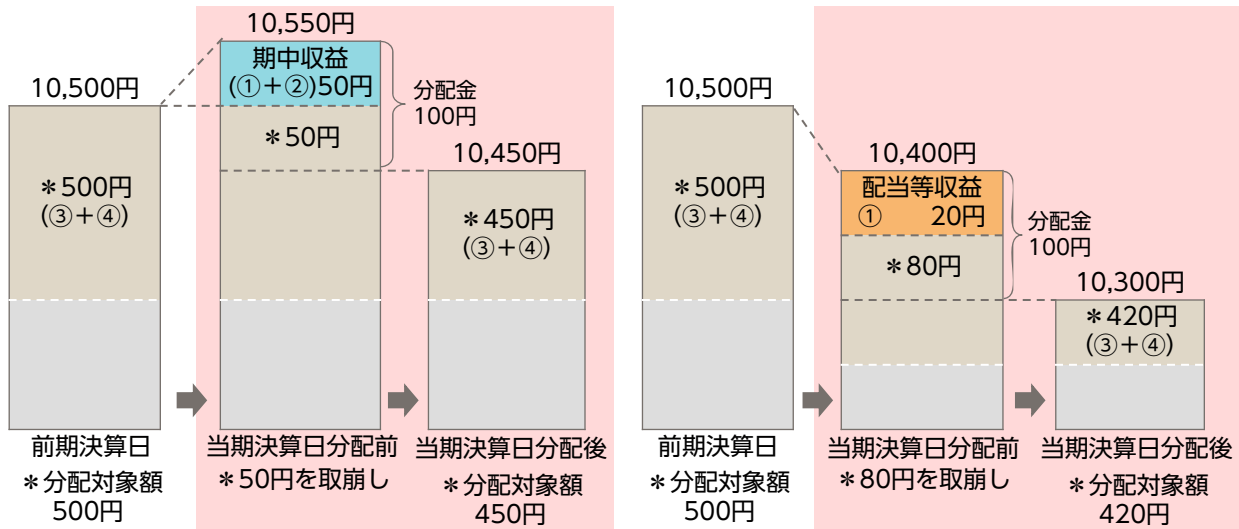 10,500円
*500円
(③+④)
前期決算日
*分配対象額
500円
10,550円
期中収益
(①+②)50円
*50円
分配金
100円
当期決算日分配前
*50円を取崩し
10,450円
*450円
(③+④)
当期決算日分配後
*分配対象額
450円
10,500円
*500円
(③+④)
前期決算日
*分配対象額
500円
10,400円
配当等収益
① 20円
*80円
分配金
100円
当期決算日分配前
*80円を取崩し
10,300円
*420円
(③+④)
当期決算日分配後
*分配対象額
420円